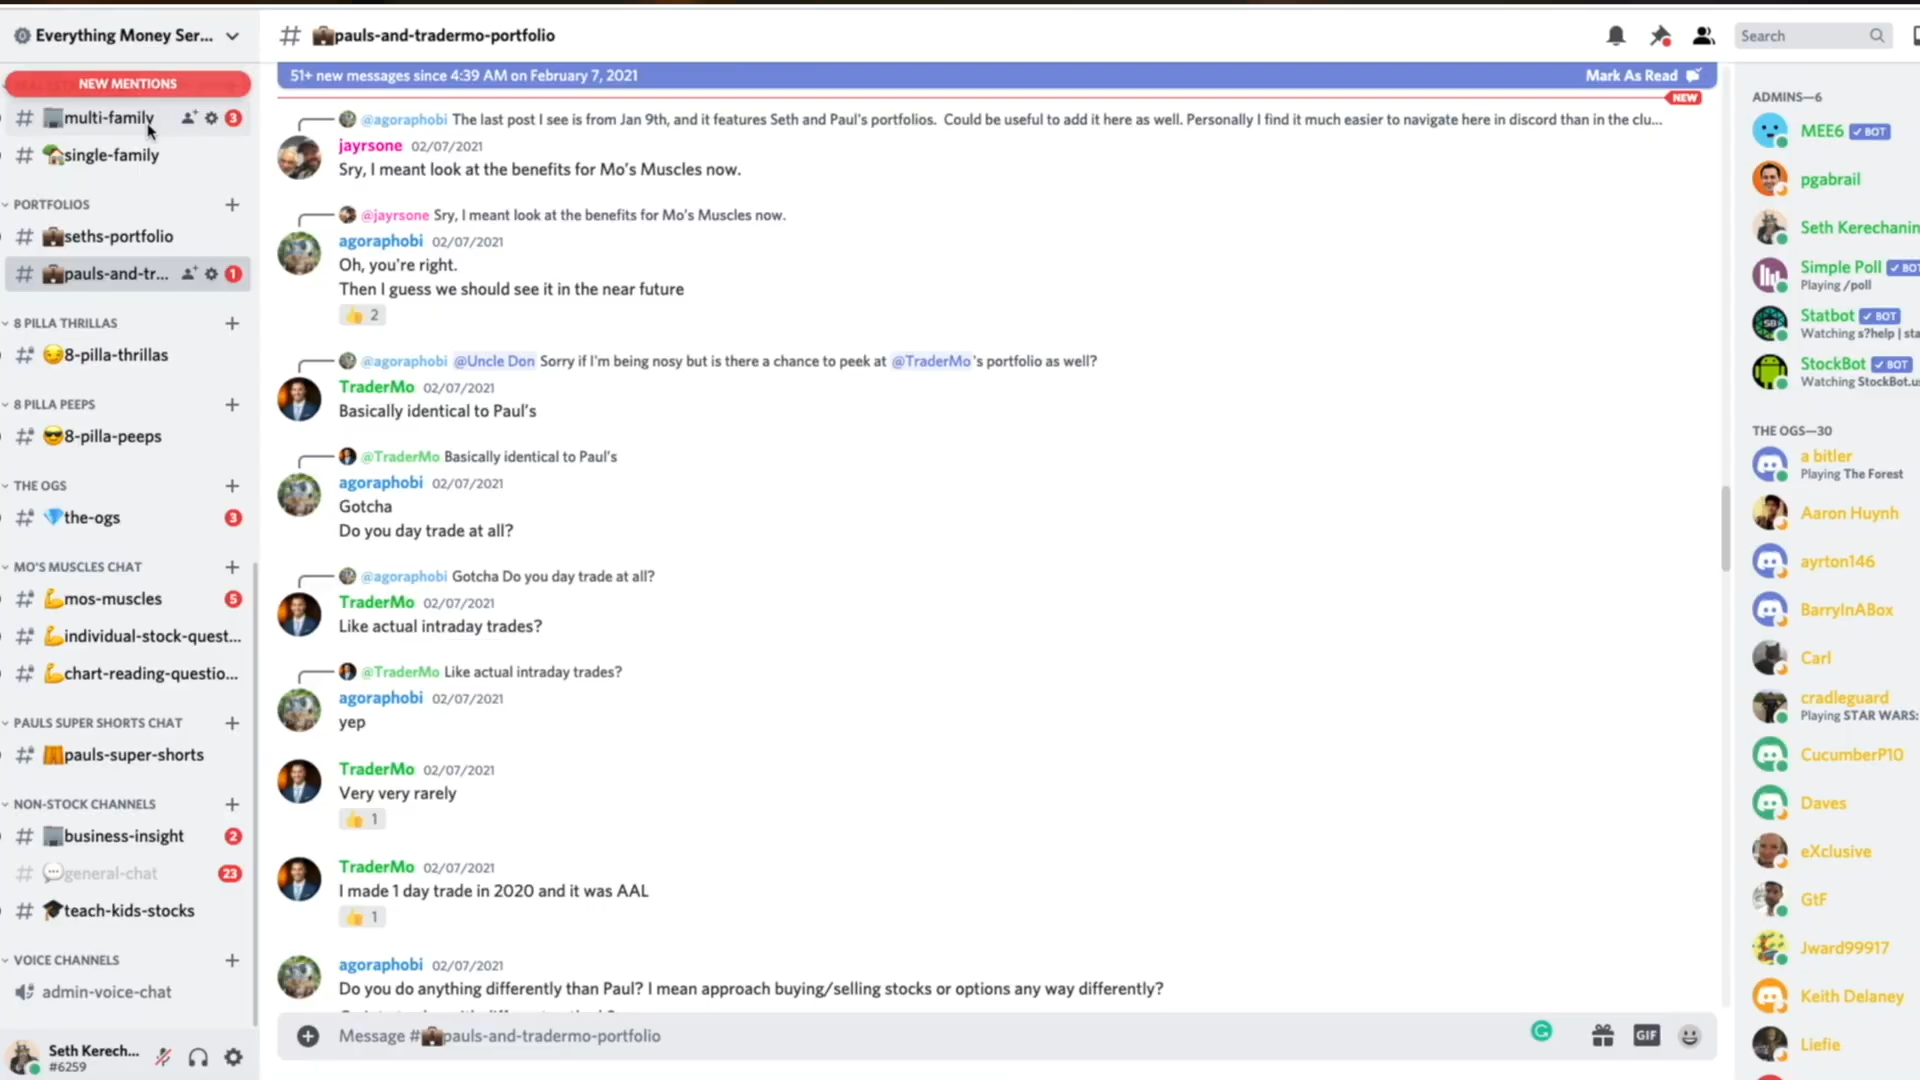 Everything Money Ser...
NEW MENTIONS
multi-family
3
single-family
PORTFOLIOS
seths-portfolio
pauls-and-tr...
1
8 PILLA THRILLAS
8-pilla-thrillas
8 PILLA PEEPS
8-pilla-peeps
THE OGS
the-ogs
3
MO'S MUSCLES CHAT
mos-muscles
5
individual-stock-quest...
chart-reading-questio...
PAULS SUPER SHORTS CHAT
pauls-super-shorts
NON-STOCK CHANNELS
business-insight
2
general-chat
23
teach-kids-stocks
VOICE CHANNELS
admin-voice-chat
Seth Kerech...
#6259
pauls-and-tradermo-portfolio
Search
51+ new messages since 4:39 AM on February 7, 2021
Mark As Read
NEW
@agoraphobi The last post I see is from Jan 9th, and it features Seth and Paul's portfolios. Could be useful to add it here as well. Personally I find it much easier to navigate here in discord than in the clu...
jayrsone 02/07/2021
Sry, I meant look at the benefits for Mo's Muscles now.
@jayrsone Sry, I meant look at the benefits for Mo's Muscles now.
agoraphobi 02/07/2021
Oh, you're right.
Then I guess we should see it in the near future
2
@agoraphobi @Uncle Don Sorry if I'm being nosy but is there a chance to peek at @TraderMo's portfolio as well?
TraderMo 02/07/2021
Basically identical to Paul's
@TraderMo Basically identical to Paul's
agoraphobi 02/07/2021
Gotcha
Do you day trade at all?
@agoraphobi Gotcha Do you day trade at all?
TraderMo 02/07/2021
Like actual intraday trades?
@TraderMo Like actual intraday trades?
agoraphobi 02/07/2021
yep
TraderMo 02/07/2021
Very very rarely
1
TraderMo 02/07/2021
I made 1 day trade in 2020 and it was AAL
1
agoraphobi 02/07/2021
Do you do anything differently than Paul? I mean approach buying/selling stocks or options any way differently?
Message #pauls-and-tradermo-portfolio
GIF
ADMINS—6
MEE6 BOT
pgabrail
Seth Kerechanin
Simple Poll BOT
Playing /poll
Statbot BOT
Watching s?help | sta
StockBot BOT
Watching StockBot.u
THE OGS—30
a bitler
Playing The Forest
Aaron Huynh
ayrton146
BarryInABox
Carl
cradleguard
Playing STAR WARS:
CucumberP10
Daves
eXclusive
GtF
Jward99917
Keith Delaney
Liefie